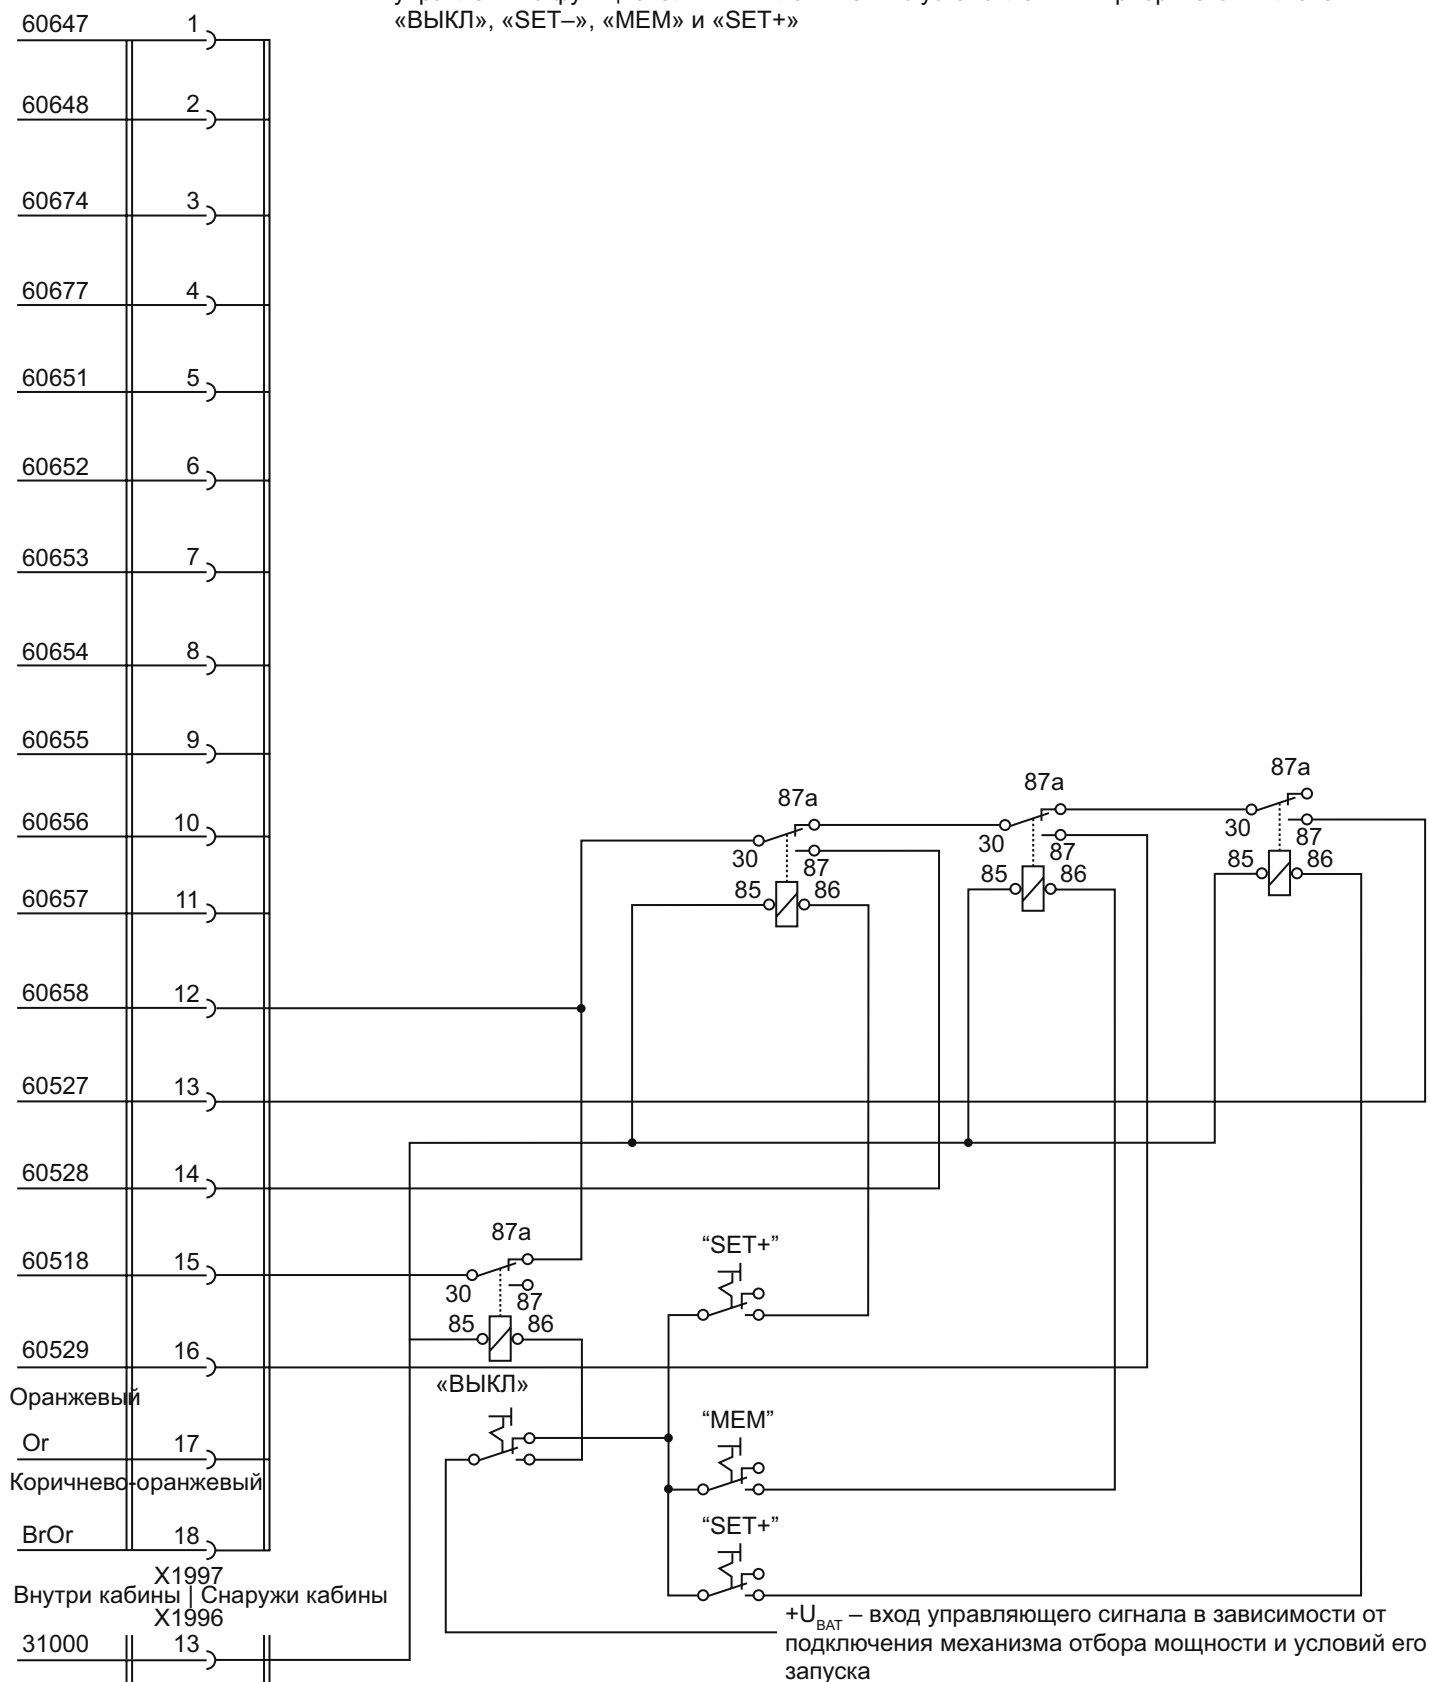 «ВЫКЛ», «SET–», «MEM» и «SET+»
60647 1
60648 2
60674 3
60677 4
60651 5
60652 6
60653 7
60654 8
60655 9
60656 10
60657 11
60658 12
60527 13
60528 14
60518 15
60529 16
Оранжевый
Or 17
Коричнево-оранжевый
BrOr 18
X1997
Внутри кабины | Снаружи кабины
X1996
31000 13
87a
30
87
85
86
87a
30
87
85
86
87a
30
87
85
86
87a
30
87
85
86
«ВЫКЛ»
“SET+”
“MEM”
“SET+”
+U BAT – вход управляющего сигнала в зависимости от
подключения механизма отбора мощности и условий его
запуска